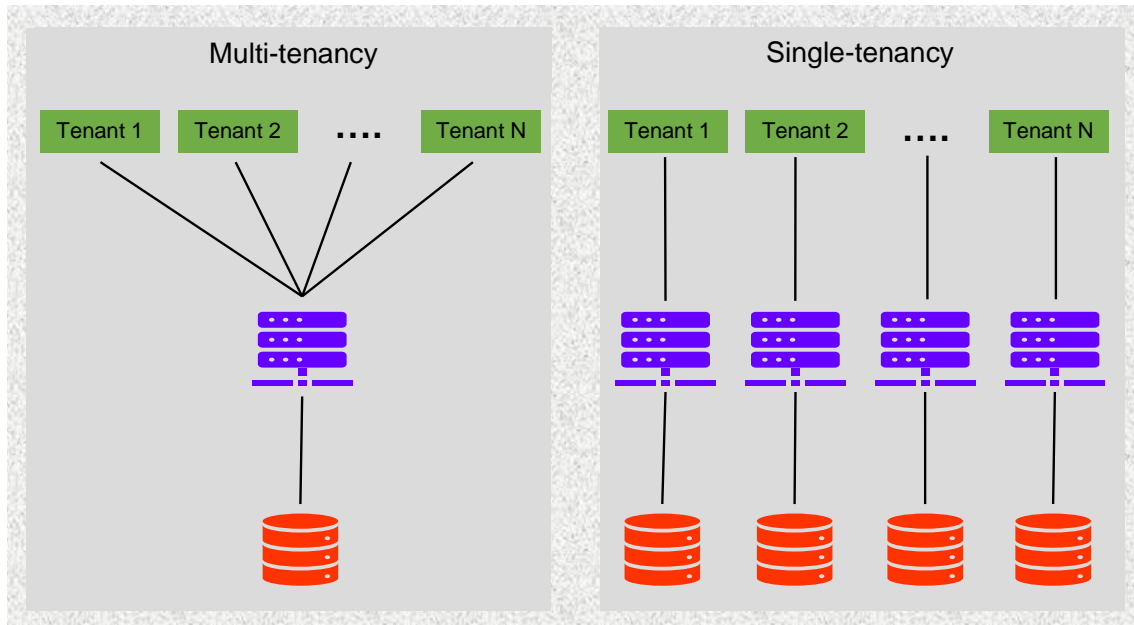 Multi-tenancy
Tenant 1 Tenant 2 .... Tenant N
Single-tenancy
Tenant 1 Tenant 2 .... Tenant N